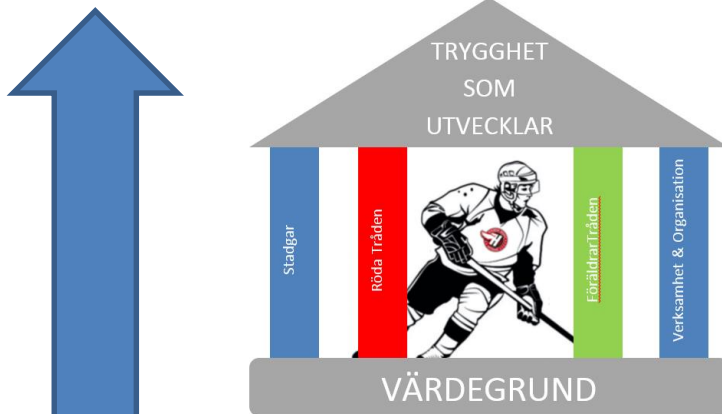 TRYGGHET
SOM
UTVECKLAR
Stadgar
Röda Tråden
FöräldrarTråden
Verksamhet & Organisation
VÄRDEGRUND